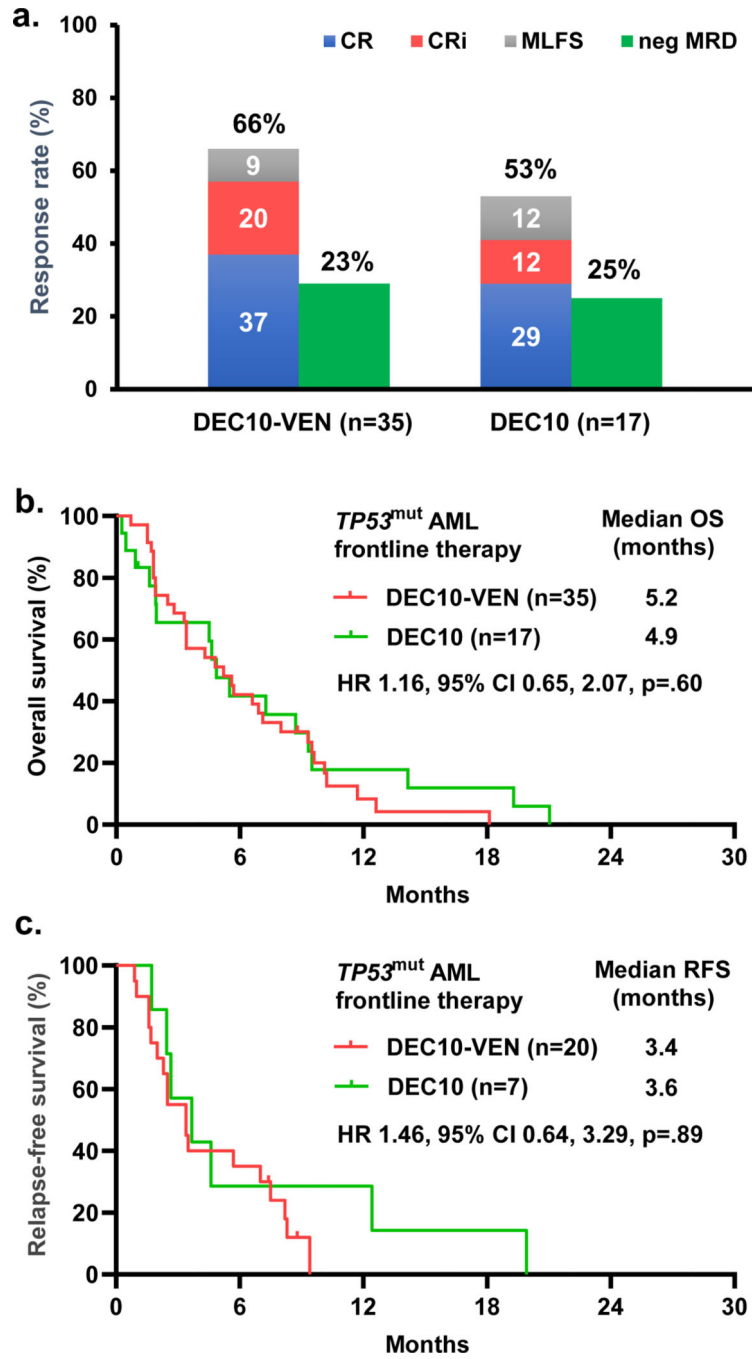 a.
CR CRi MLFS neg MRD
Response rate (%)
100
80
60
40
20
0
66%
9
20
37
23%
53%
12
12
29
25%
DEC10-VEN (n=35) DEC10 (n=17)
b.
Overall survival (%)
100
80
60
40
20
0
TP53mut AML
frontline therapy
Median OS
(months)
DEC10-VEN (n=35) 5.2
DEC10 (n=17) 4.9
HR 1.16, 95% CI 0.65, 2.07, p=.60
0 6 12 18 24 30
Months
c.
Relapse-free survival (%)
100
80
60
40
20
0
TP53mut AML
frontline therapy
Median RFS
(months)
DEC10-VEN (n=20) 3.4
DEC10 (n=7) 3.6
HR 1.46, 95% CI 0.64, 3.29, p=.89
0 6 12 18 24 30
Months